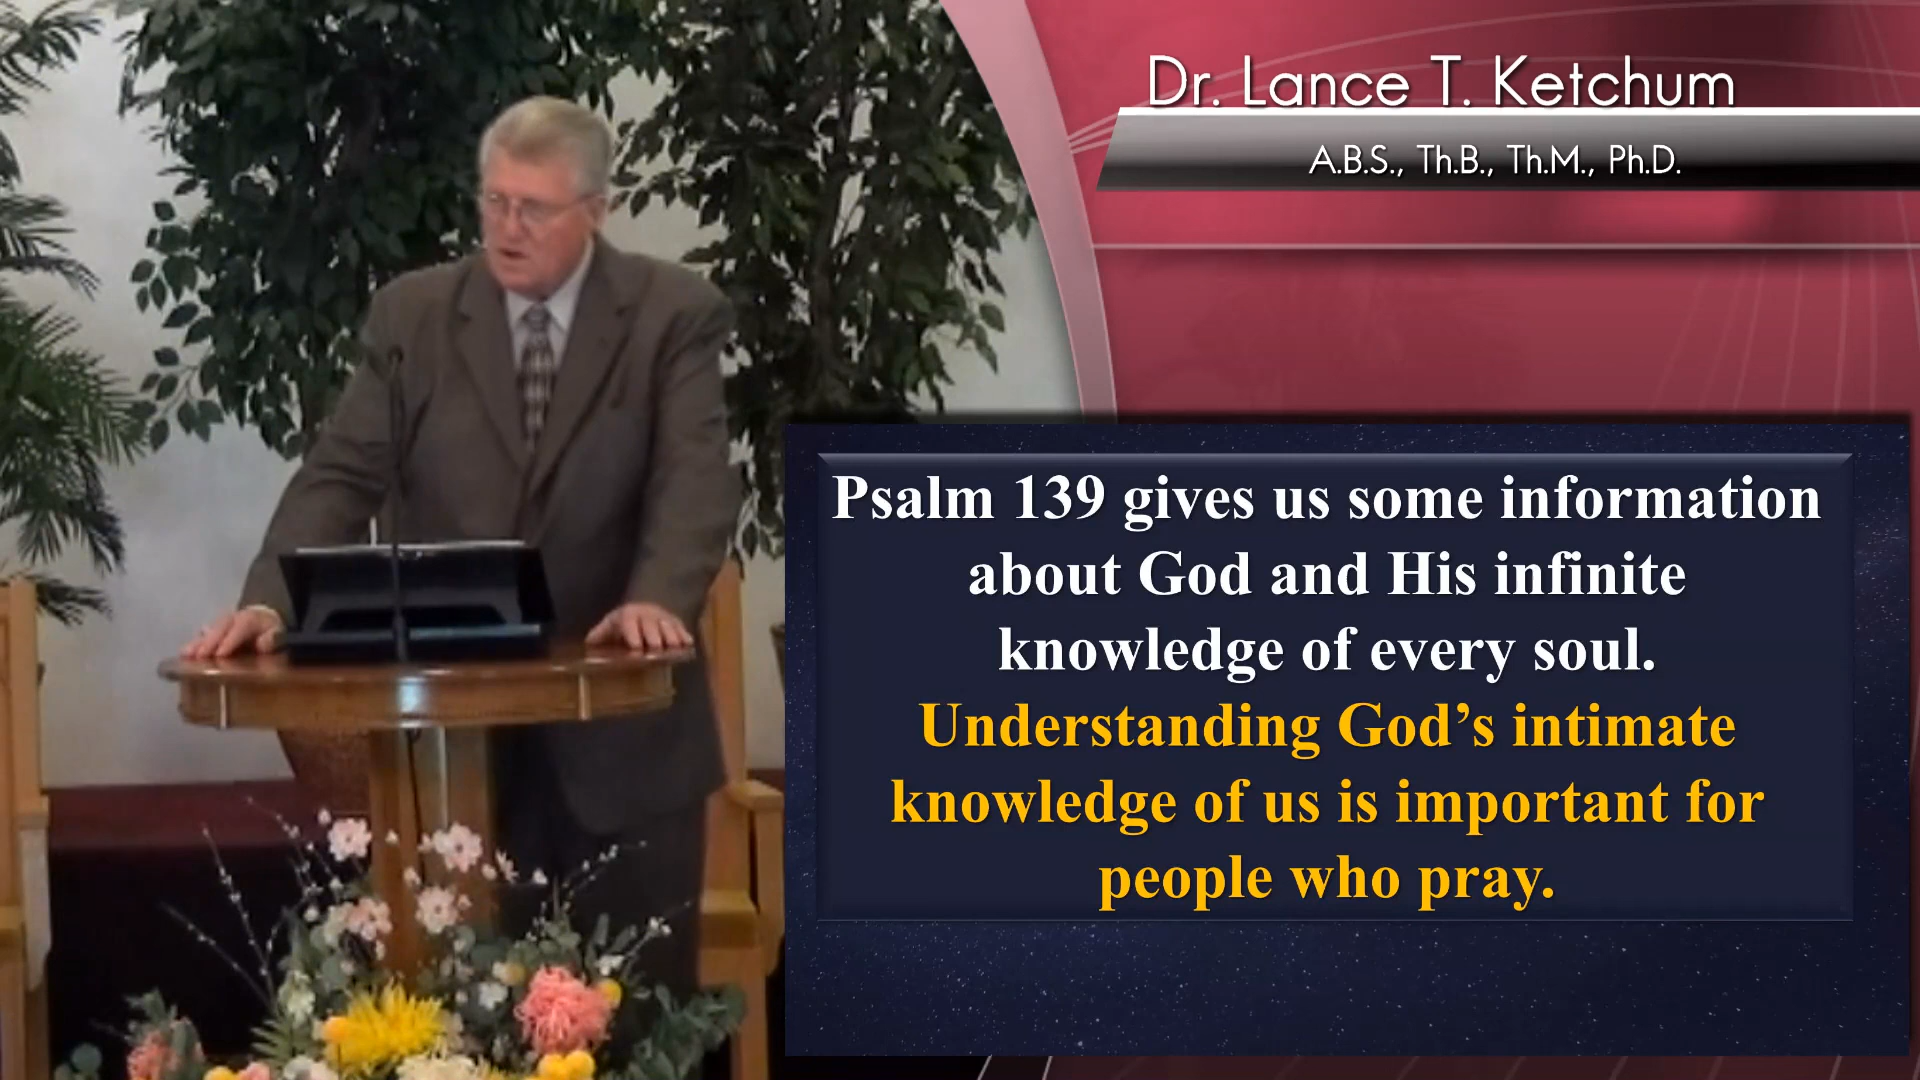 Dr. Lance T. Ketchum
A.B.S., Th.B., Th.M., Ph.D.
Psalm 139 gives us some information
about God and His infinite
knowledge of every soul.
Understanding God’s intimate
knowledge of us is important for
people who pray.